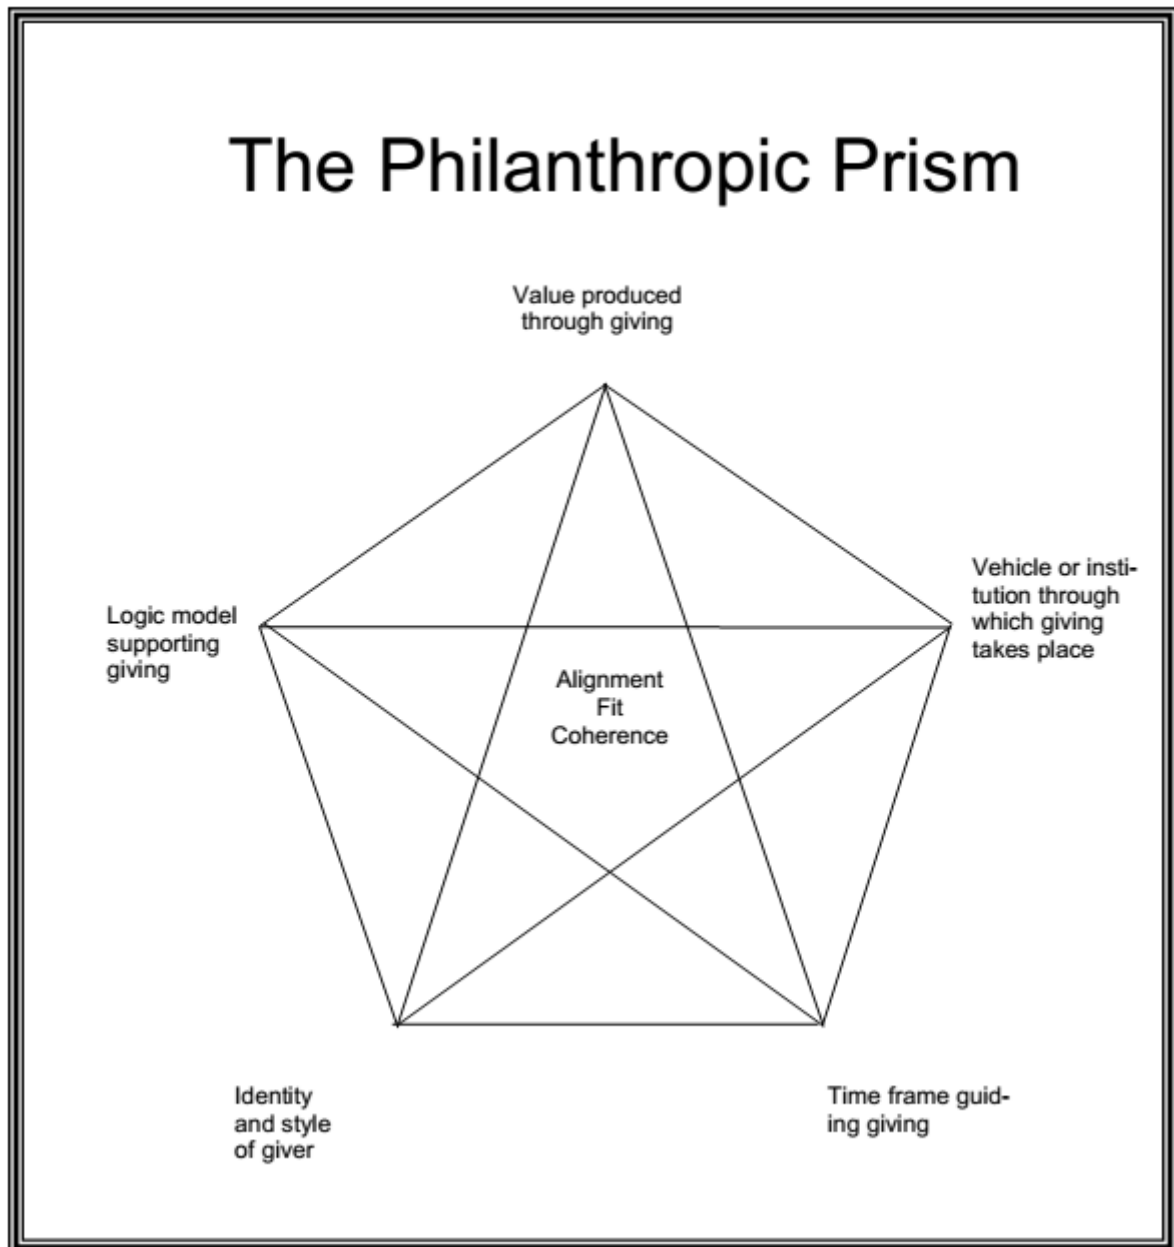 The Philanthropic Prism
Value produced
through giving
Logic model
supporting
giving
Vehicle or insti-
tution through
which giving
takes place
Alignment
Fit
Coherence
Identity
and style
of giver
Time frame guid-
ing giving